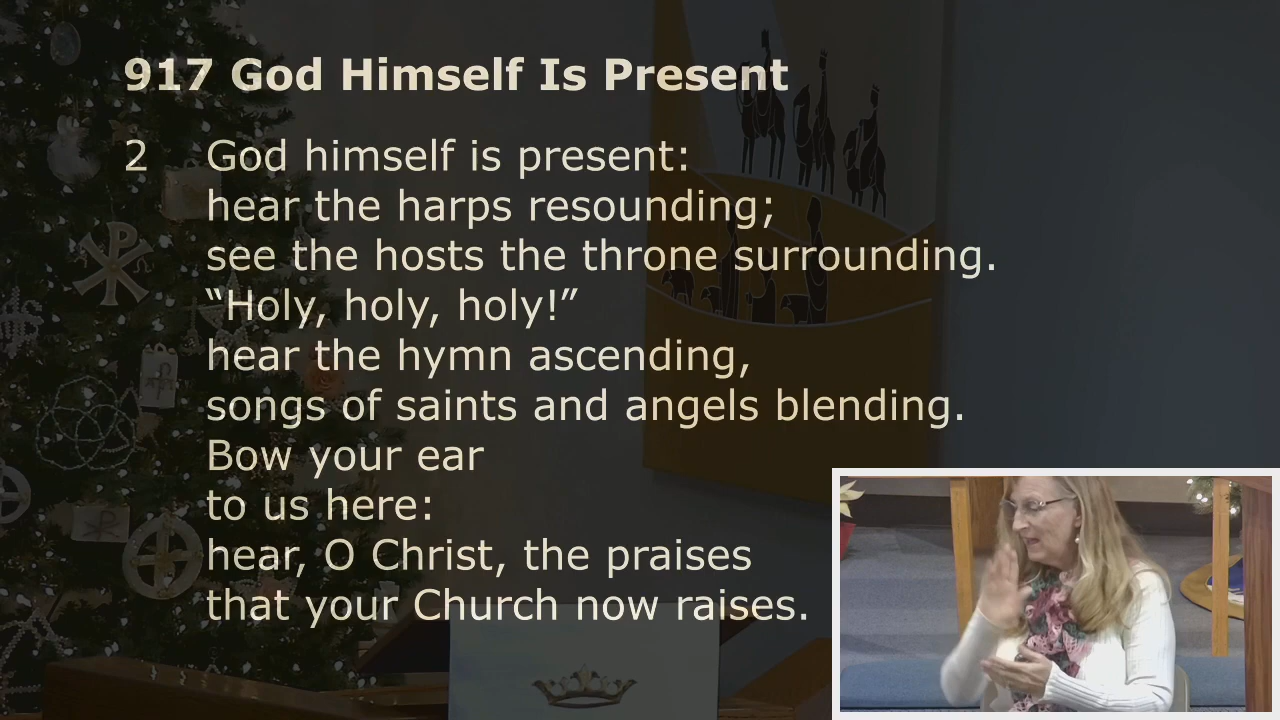 917 God Himself Is Present
2 God himself is present:
hear the harps resounding;
see the hosts the throne surrounding.
“Holy, holy, holy!”
hear the hymn ascending,
songs of saints and angels blending.
Bow your ear
to us here:
hear, O Christ, the praises
that your Church now raises.